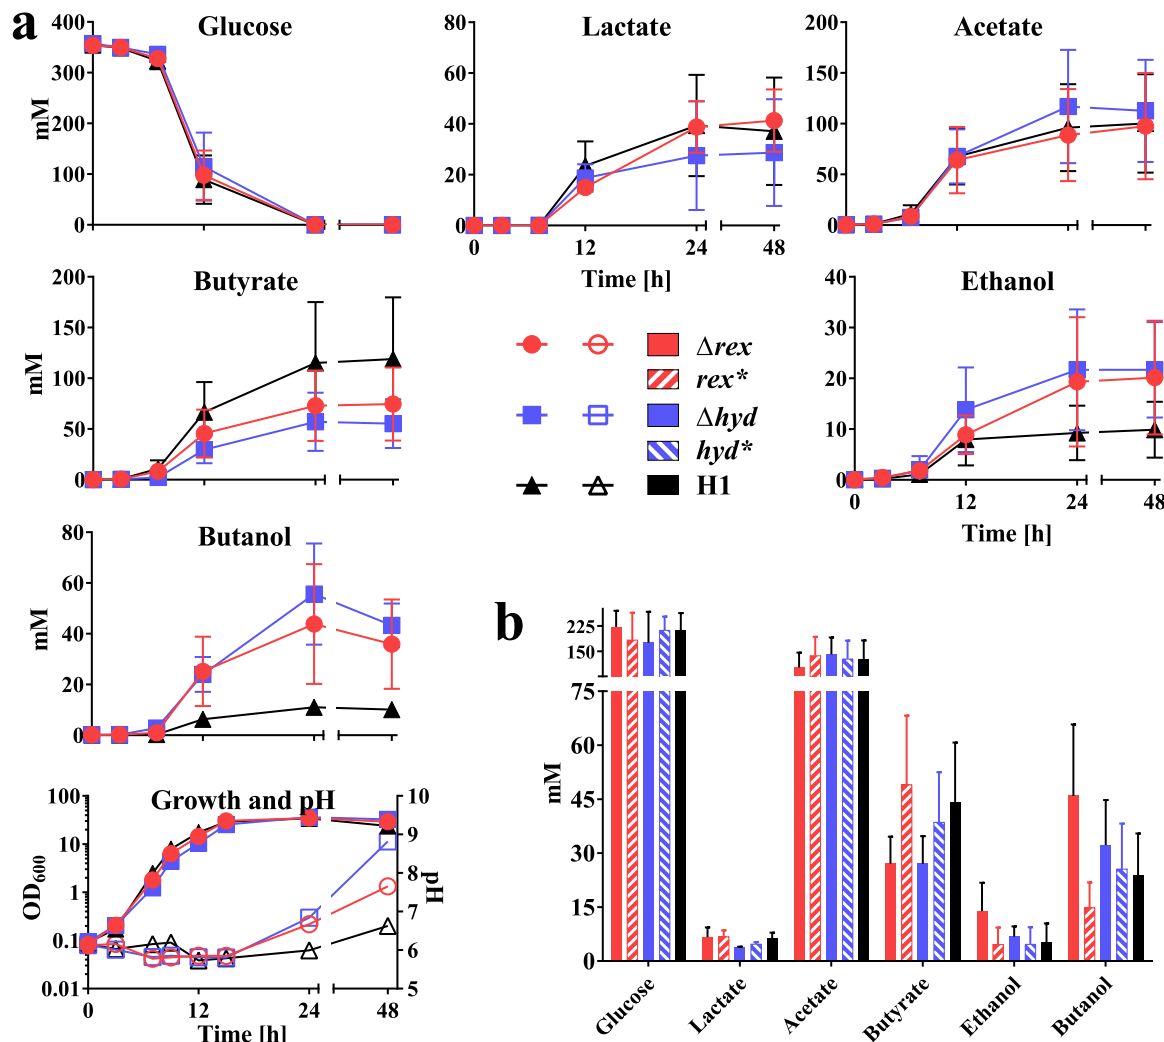 a
Glucose
400
300
200
100
0
mM
Lactate
80
60
40
20
0
0 12 24 48
Time [h]
Acetate
200
150
100
50
0
Butyrate
200
150
100
50
0
mM
Δrex
rex*
Δhyd
hyd*
H1
Ethanol
40
30
20
10
0
0 12 24 48
Time [h]
Butanol
80
60
40
20
0
mM
Growth and pH
100
10
1
0.1
0.01
OD600
10
9
8
7
6
5
pH
0 12 24 48
Time [h]
b
225
150
75
60
45
30
15
0
mM
Glucose
Lactate
Acetate
Butyrate
Ethanol
Butanol